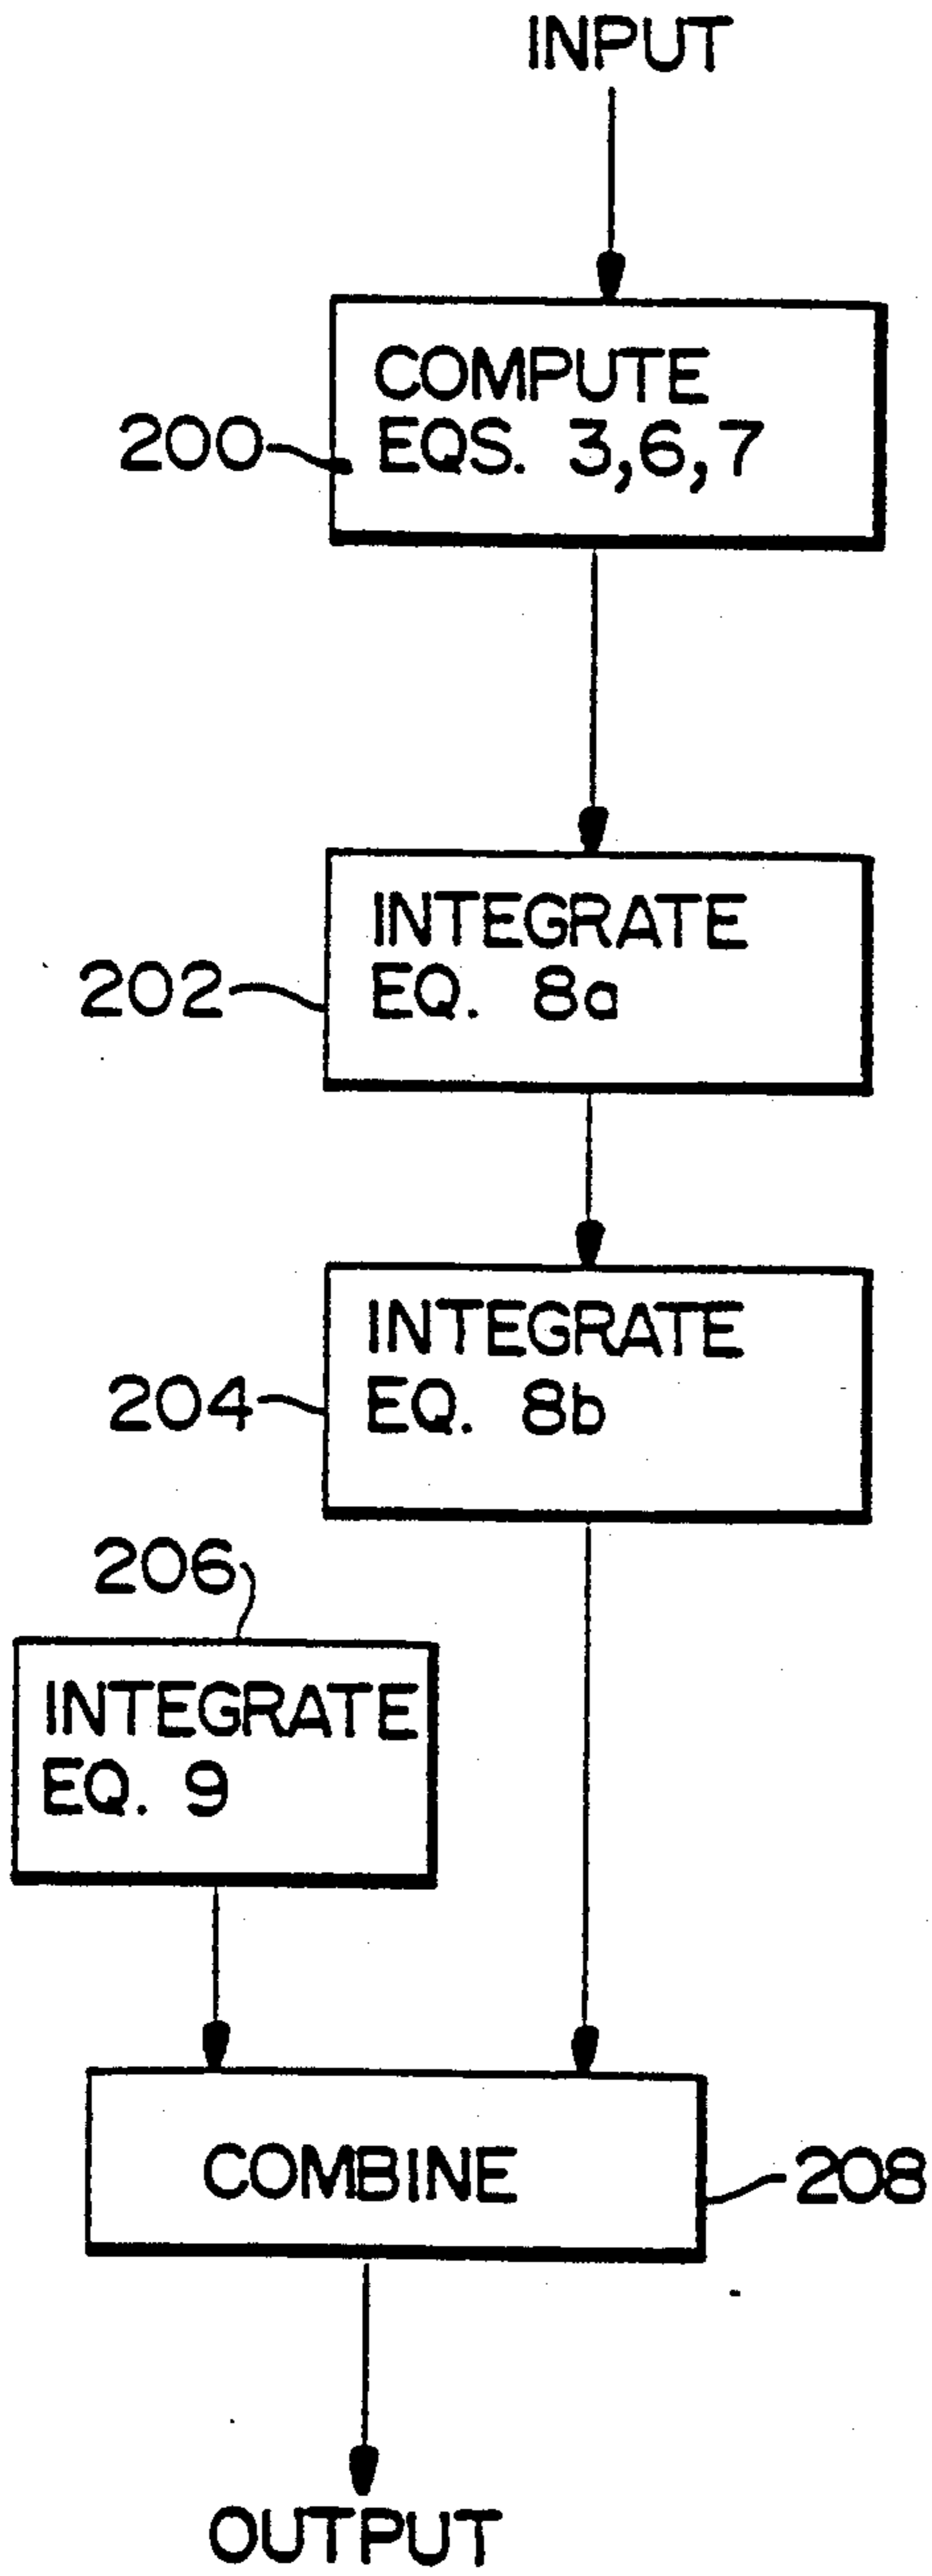 INPUT
COMPUTE
200 EQS. 3,6,7
INTEGRATE
202 EQ. 8a
INTEGRATE
204 EQ. 8b
206
INTEGRATE
EQ. 9
COMBINE 208
OUTPUT